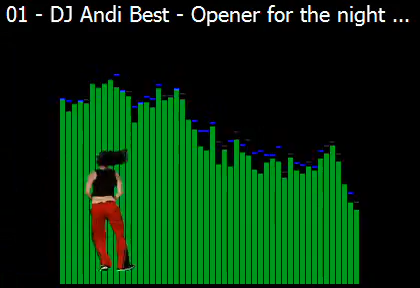 01 - DJ Andi Best - Opener for the night ...